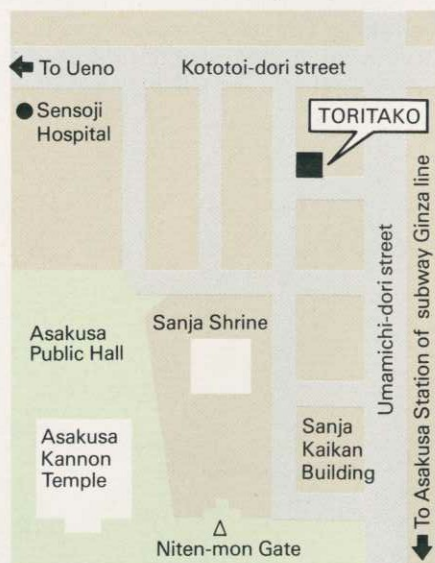 To Ueno
Kototoi-dori street
Sensoji
Hospital
TORITAKO
Umamichi-dori street
To Asakusa Station of subway Ginza line
Sanja Shrine
Asakusa
Public Hall
Asakusa
Kannon
Temple
Sanja
Kaikan
Building
Niten-mon Gate